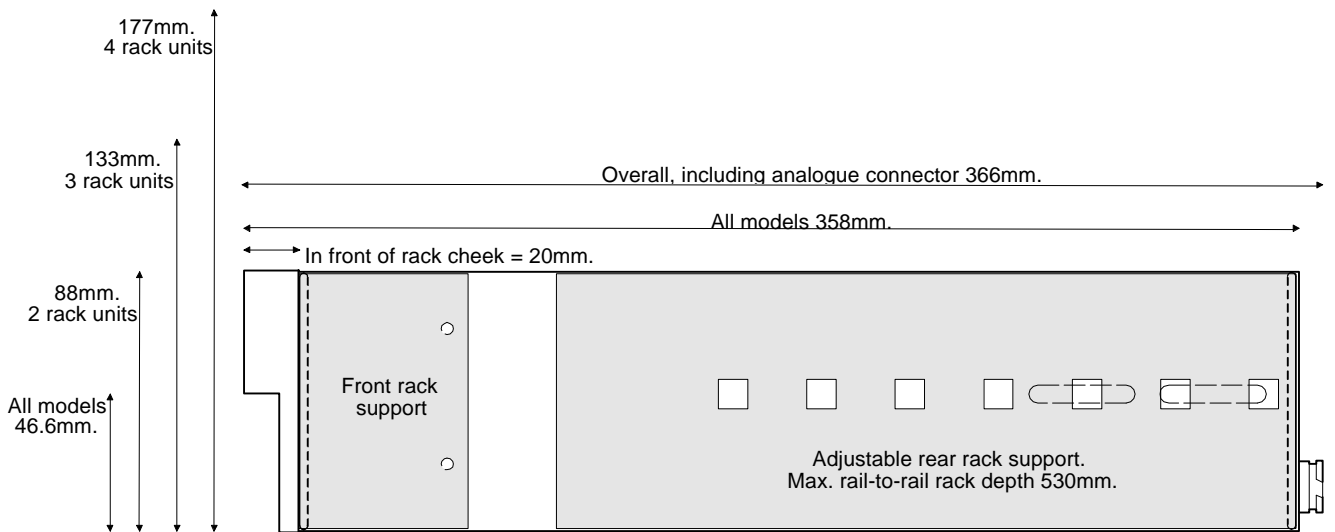 177mm.
4 rack units
133mm.
3 rack units
Overall, including analogue connector 366mm.
All models 358mm.
In front of rack cheek = 20mm.
88mm.
2 rack units
Front rack
support
All models
46.6mm.
Adjustable rear rack support.
Max. rail-to-rail rack depth 530mm.